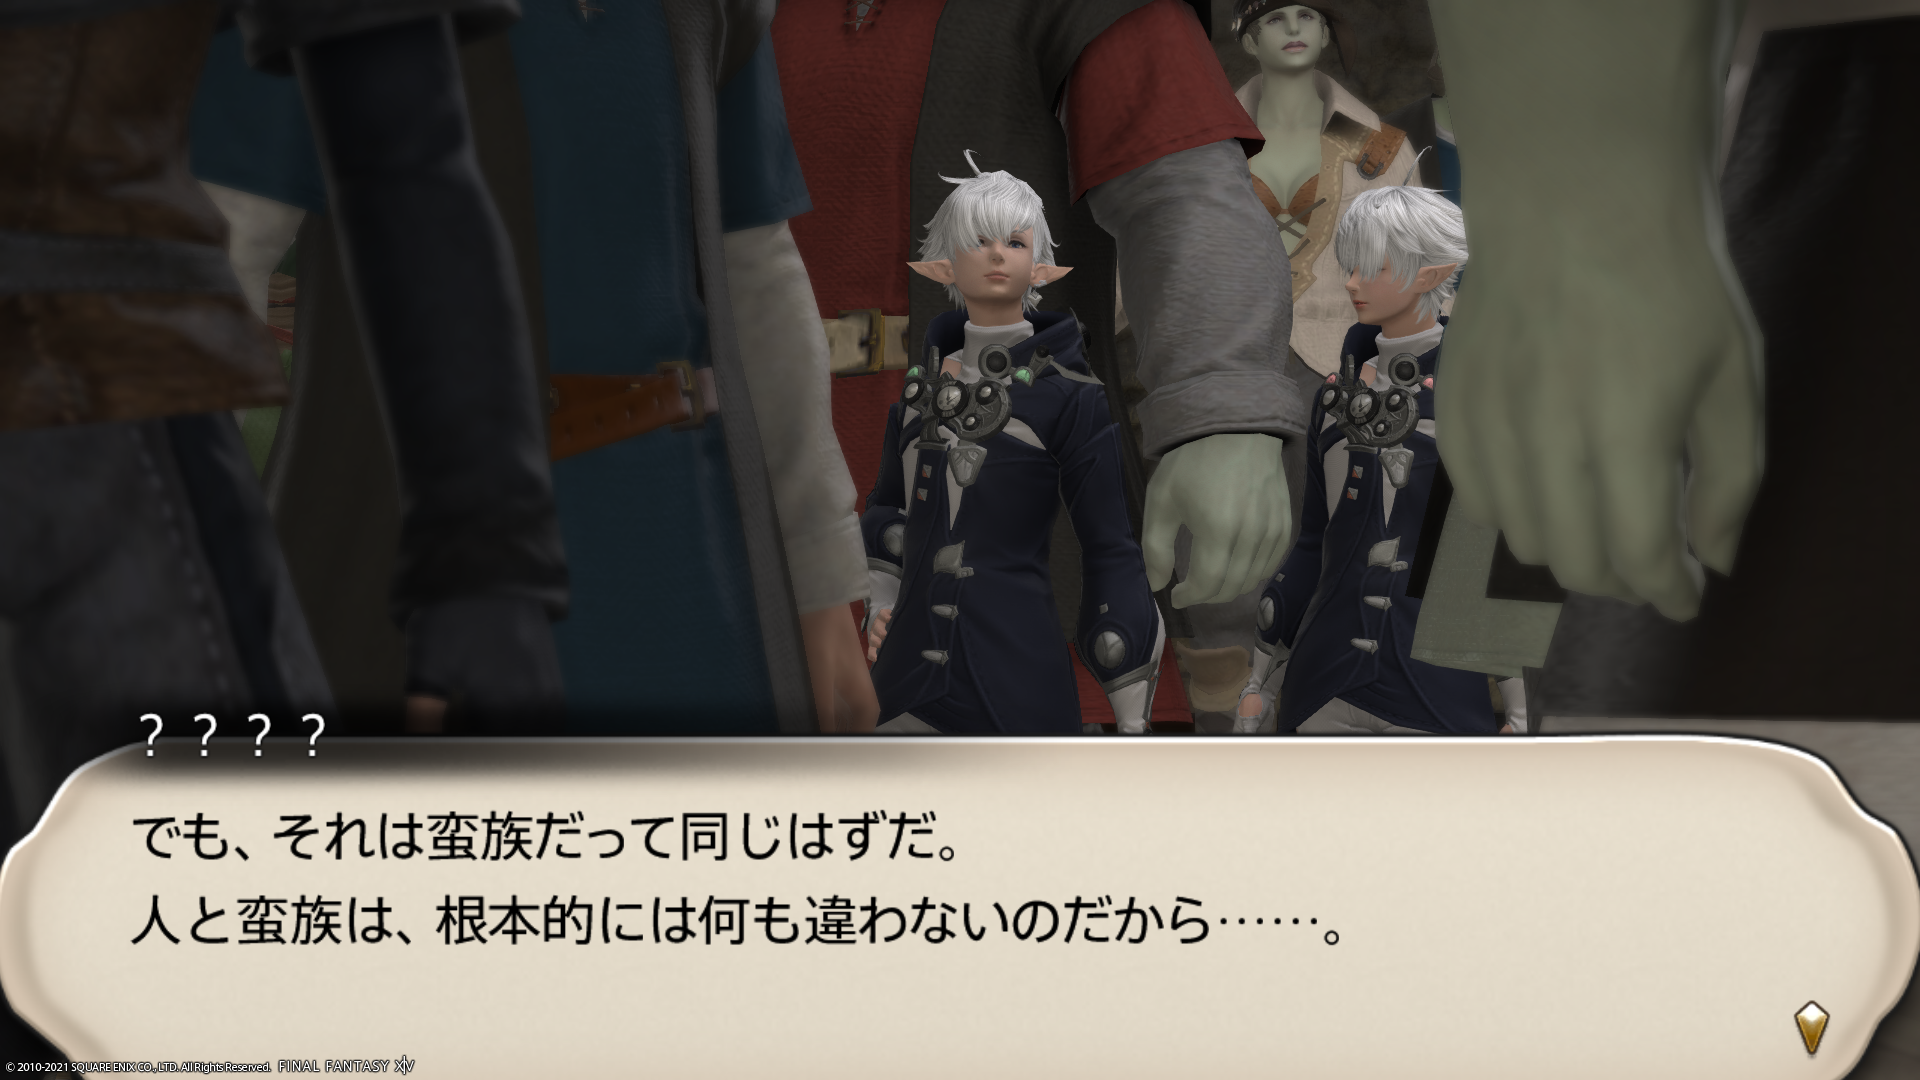 ？？？？
でも、それは蛮族だって同じはずだ。
人と蛮族は、根本的には何も違わないのだから……。
© 2010-2021 SQUARE ENIX CO., LTD. All Rights Reserved. FINAL FANTASY XIV